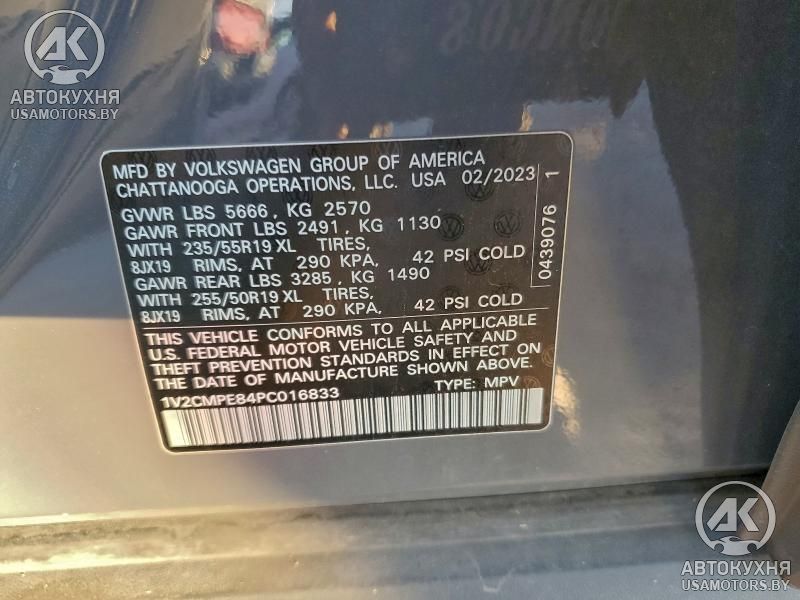 AK
АВТОКУХНЯ
USAMOTORS.BY
MFD BY VOLKSWAGEN GROUP OF AMERICA
CHATTANOOGA OPERATIONS, LLC. USA 02/2023
GVWR LBS 5666, KG 2570
GAWR FRONT LBS 2491, KG 1130
WITH 235/55R19 XL TIRES,
8JX19 RIMS, AT 290 KPA, 42 PSI COLD
GAWR REAR LBS 3285, KG 1490
WITH 255/50R19 XL TIRES,
8JX19 RIMS, AT 290 KPA, 42 PSI COLD
THIS VEHICLE CONFORMS TO ALL APPLICABLE
U.S. FEDERAL MOTOR VEHICLE SAFETY AND
THEFT PREVENTION STANDARDS IN EFFECT ON
THE DATE OF MANUFACTURE SHOWN ABOVE.
1V2CMPE84PC016833 TYPE: MPV
0439076 1
AK
АВТОКУХНЯ
USAMOTORS.BY